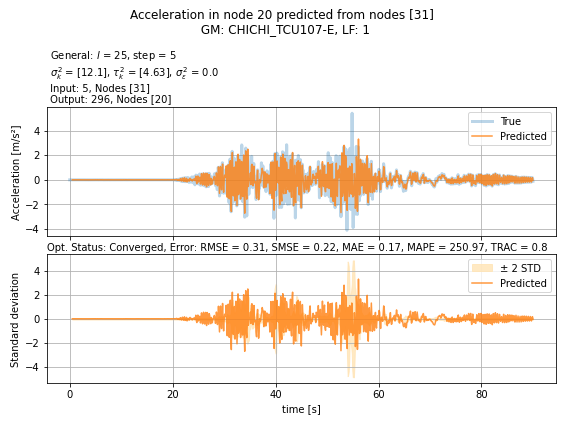 Acceleration in node 20 predicted from nodes [31]
GM: CHICHI_TCU107-E, LF: 1
General: l = 25, step = 5
σ²ₖ = [12.1], τ²ₖ = [4.63], σ²ε = 0.0
Input: 5, Nodes [31]
Output: 296, Nodes [20]
Acceleration [m/s²]
4
2
0
−2
−4
True
Predicted
Opt. Status: Converged, Error: RMSE = 0.31, SMSE = 0.22, MAE = 0.17, MAPE = 250.97, TRAC = 0.8
Standard deviation
4
2
0
−2
−4
± 2 STD
Predicted
0 20 40 60 80
time [s]